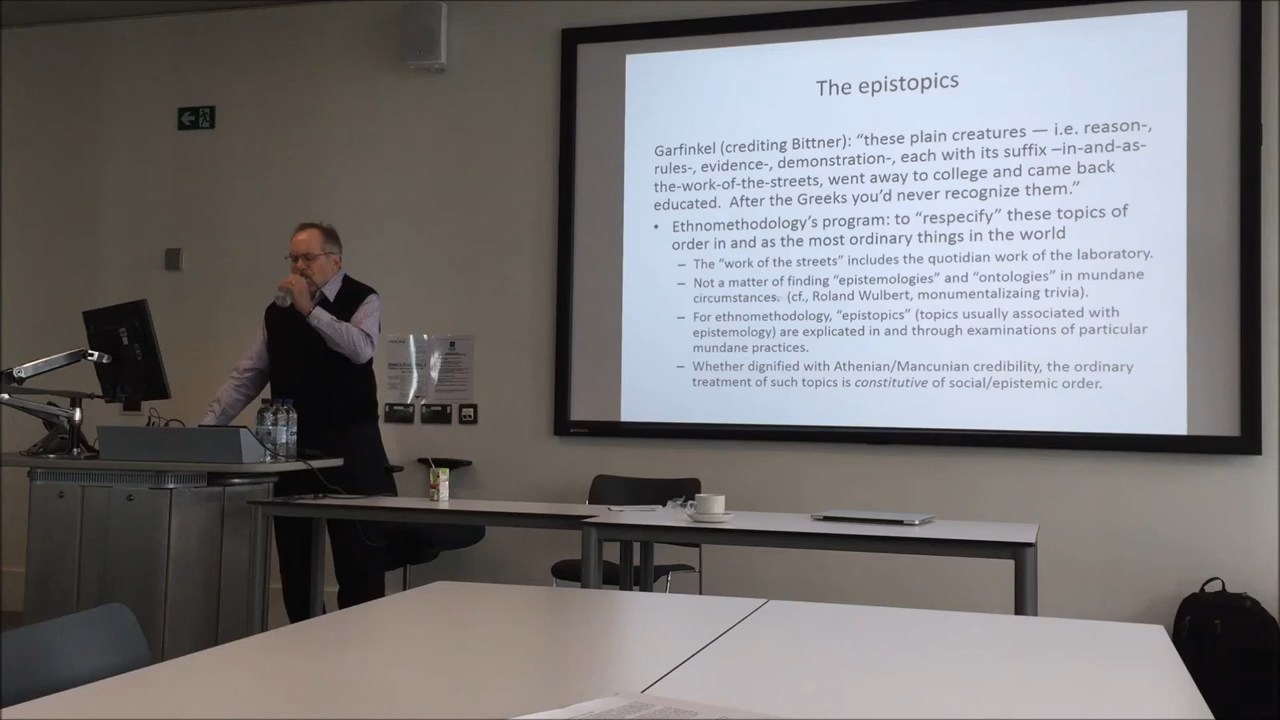 The epistopics
Garfinkel (crediting Bittner): “these plain creatures — i.e. reason-,
rules-, evidence-, demonstration-, each with its suffix –in-and-as-
the-work-of-the-streets, went away to college and came back
educated. After the Greeks you’d never recognize them.”
• Ethnomethodology’s program: to “respecify” these topics of
order in and as the most ordinary things in the world
– The “work of the streets” includes the quotidian work of the laboratory.
– Not a matter of finding “epistemologies” and “ontologies” in mundane
circumstances. (cf., Roland Wulbert, monumentalizaing trivia).
– For ethnomethodology, “epistopics” (topics usually associated with
epistemology) are explicated in and through examinations of particular
mundane practices.
– Whether dignified with Athenian/Mancunian credibility, the ordinary
treatment of such topics is constitutive of social/epistemic order.